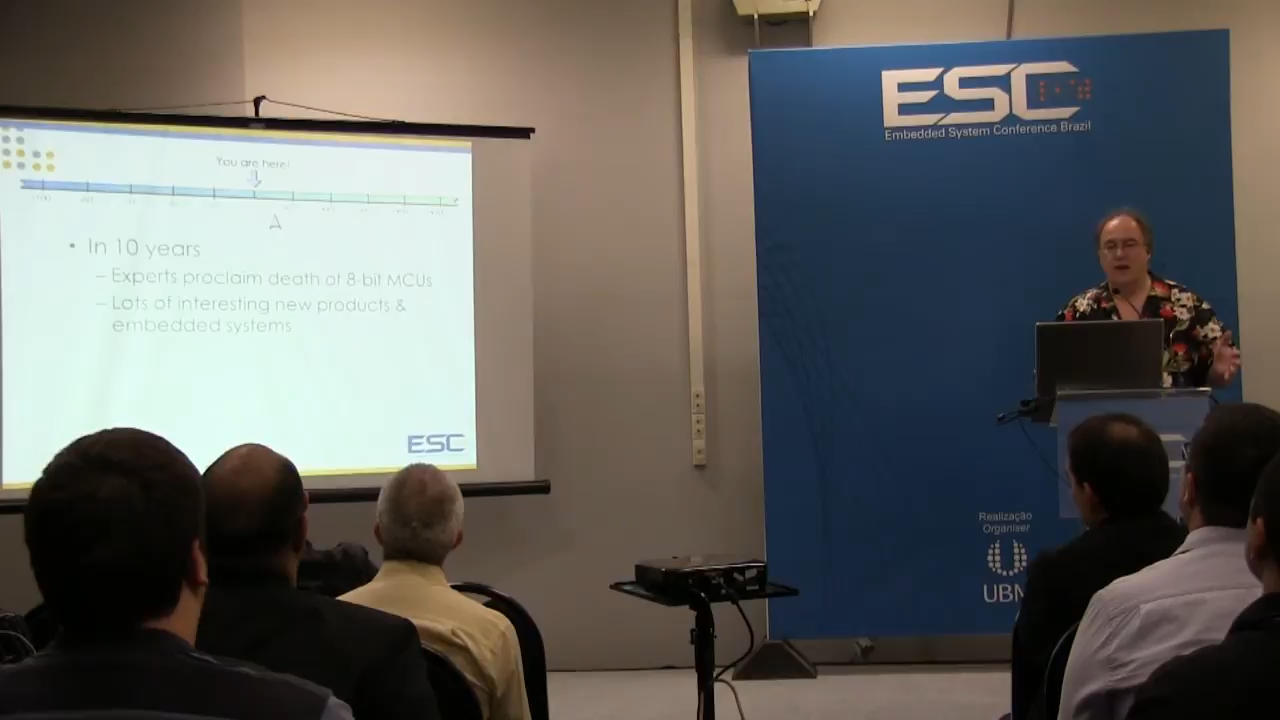 You are here!
• In 10 years
– Experts proclaim death of 8-bit MCUs
– Lots of interesting new products &
embedded systems
ESC
ESC
Embedded System Conference Brazil
Realização
Organiser
UBM